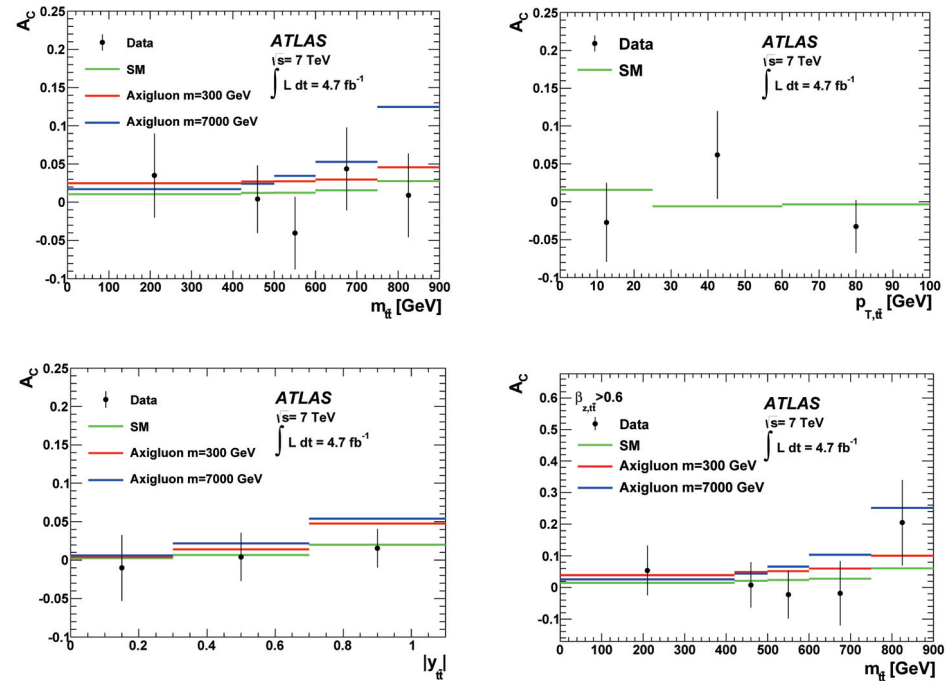 A_C
0.25
0.2
0.15
0.1
0.05
0
-0.05
-0.1
Data
SM
Axigluon m=300 GeV
Axigluon m=7000 GeV
ATLAS
√s= 7 TeV
∫ L dt = 4.7 fb⁻¹
0 100 200 300 400 500 600 700 800 900
m_tt̄ [GeV]
A_C
0.25
0.2
0.15
0.1
0.05
0
-0.05
-0.1
Data
SM
ATLAS
√s= 7 TeV
∫ L dt = 4.7 fb⁻¹
0 10 20 30 40 50 60 70 80 90 100
p_T,tt̄ [GeV]
A_C
0.25
0.2
0.15
0.1
0.05
0
-0.05
-0.1
Data
SM
Axigluon m=300 GeV
Axigluon m=7000 GeV
ATLAS
√s= 7 TeV
∫ L dt = 4.7 fb⁻¹
0 0.2 0.4 0.6 0.8 1
|y_tt̄|
A_C
0.6
0.5
0.4
0.3
0.2
0.1
0
-0.1
β_z,tt̄>0.6
Data
SM
Axigluon m=300 GeV
Axigluon m=7000 GeV
ATLAS
√s= 7 TeV
∫ L dt = 4.7 fb⁻¹
0 100 200 300 400 500 600 700 800 900
m_tt̄ [GeV]